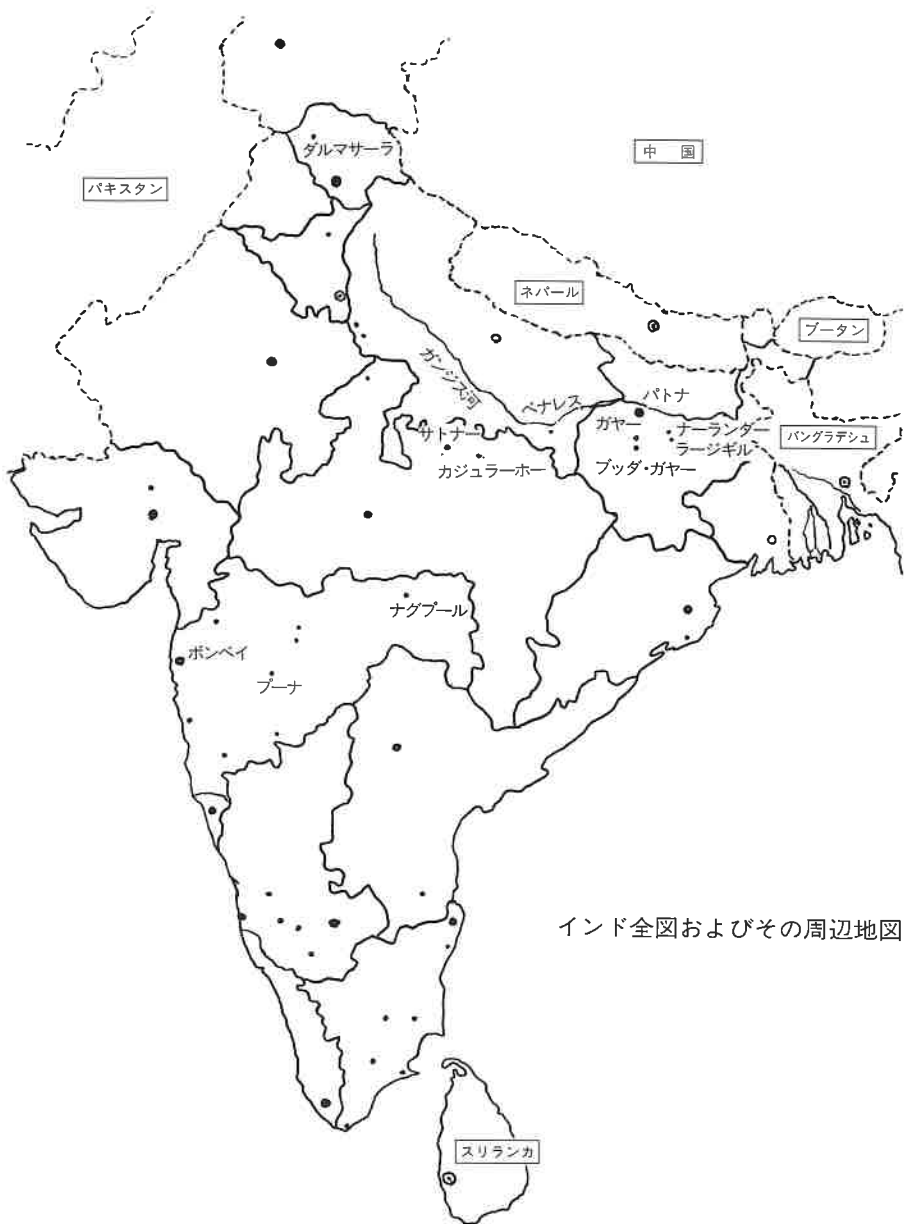 ダルマサーラ
中 国
パキスタン
ネパール
ブータン
ガンジス河
ベナレス
パトナ
サトナー
ガヤー
ナーランダー
バングラデシュ
ラージギル
カジュラーホー
ブッダ・ガヤー
ナグプール
ボンベイ
プーナ
インド全図およびその周辺地図
スリランカ